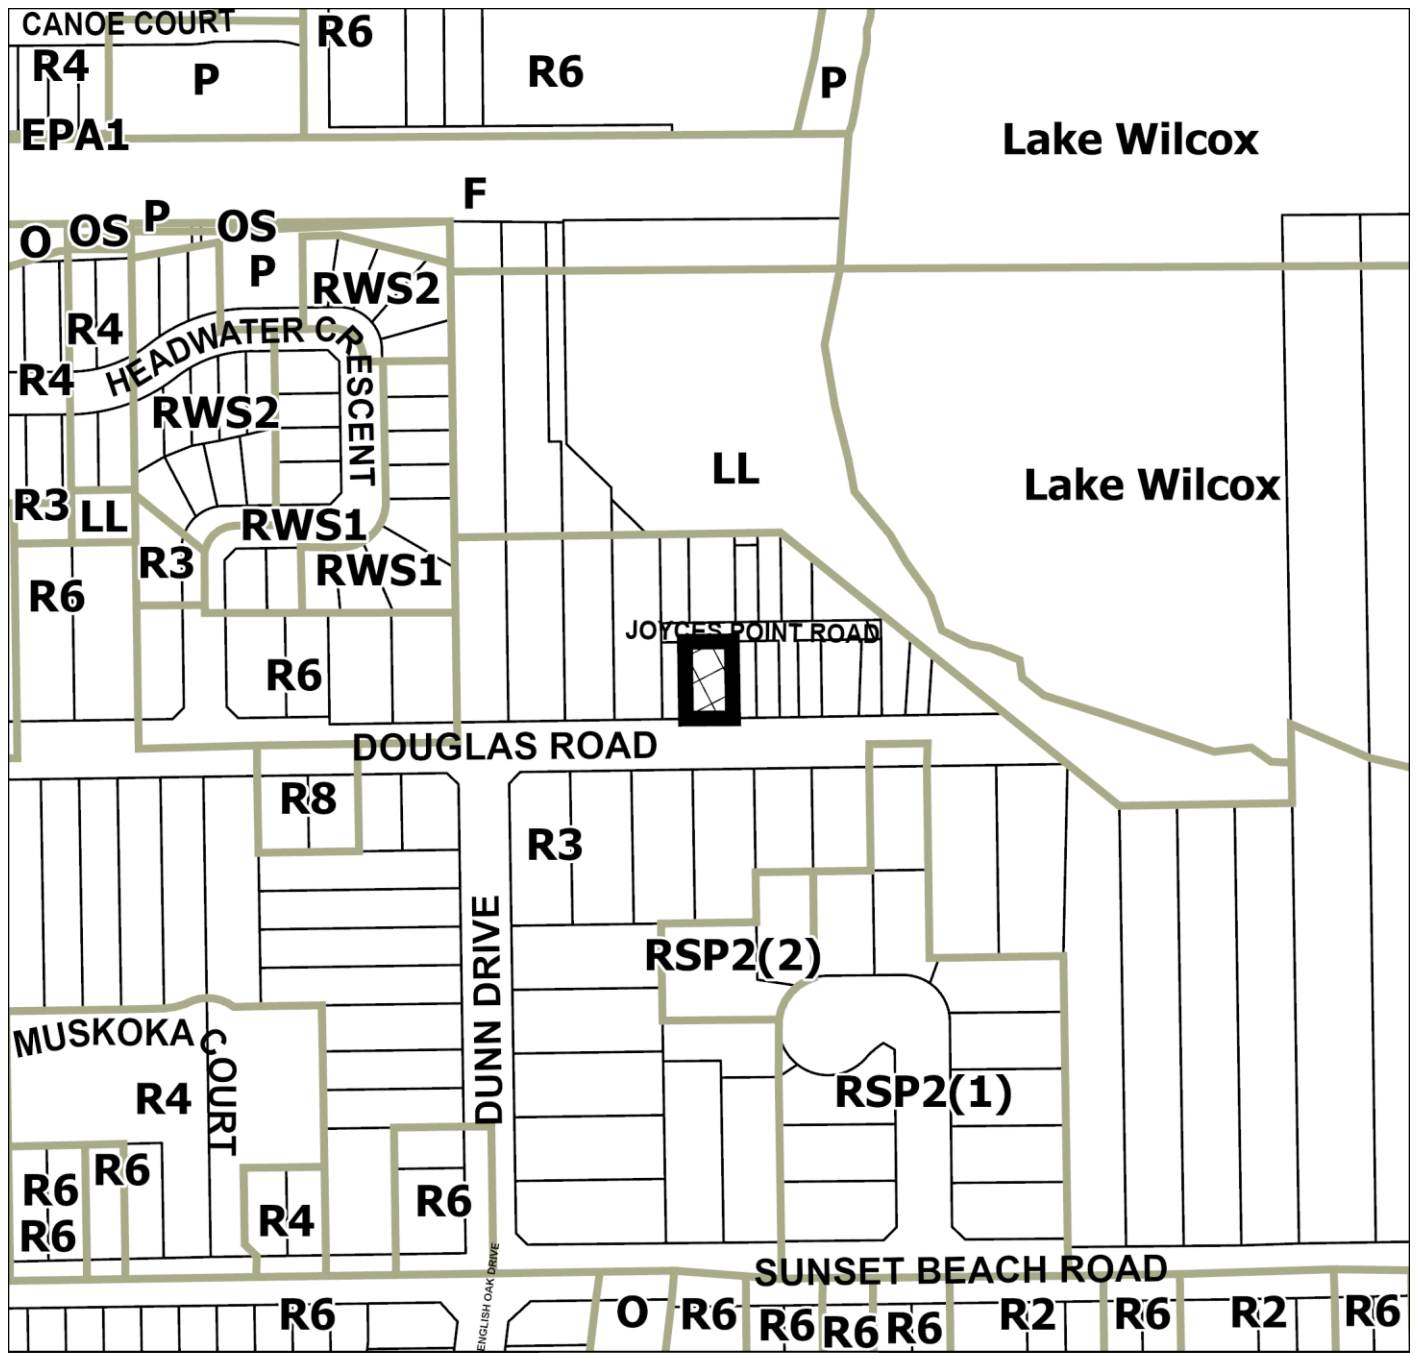 CANOE COURT
R6
R4
P
R6
P
EPA1
Lake Wilcox
F
O
OS
P
OS
P
RWS2
R4
HEADWATER CRESCENT
R4
RWS2
LL
Lake Wilcox
R3
LL
RWS1
R3
RWS1
R6
JOYCES POINT ROAD
R6
DOUGLAS ROAD
R8
R3
DUNN DRIVE
RSP2(2)
MUSKOKA COURT
R4
RSP2(1)
R6
R6
R6
R4
R6
ENGLISH OAK DRIVE
SUNSET BEACH ROAD
R6
O
R6
R6
R6
R6
R2
R6
R2
R6